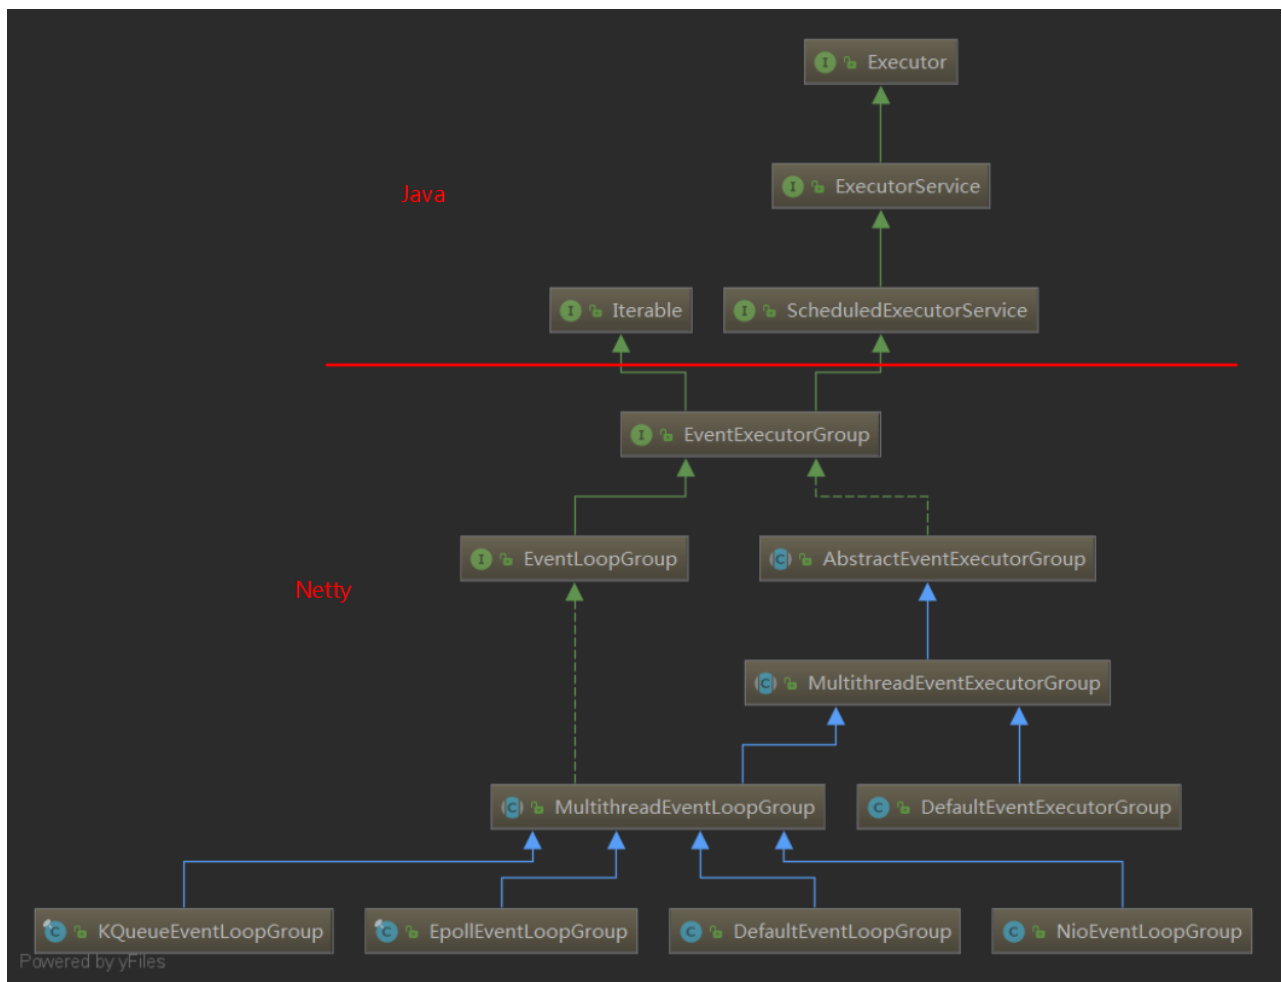 Executor
Java
ExecutorService
Iterable
ScheduledExecutorService
EventExecutorGroup
EventLoopGroup
AbstractEventExecutorGroup
Netty
MultithreadEventExecutorGroup
MultithreadEventLoopGroup
DefaultEventExecutorGroup
KQueueEventLoopGroup
EpollEventLoopGroup
DefaultEventLoopGroup
NioEventLoopGroup
Powered by yFiles